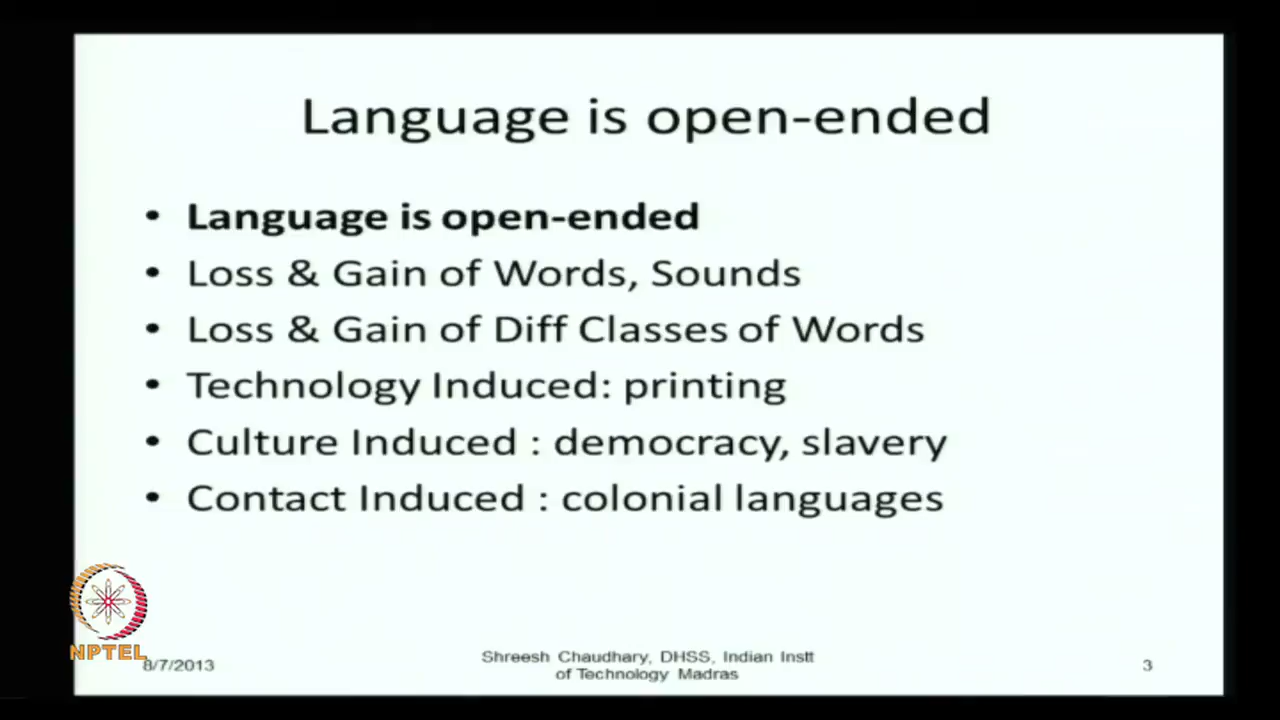 Language is open-ended
• Language is open-ended
• Loss & Gain of Words, Sounds
• Loss & Gain of Diff Classes of Words
• Technology Induced: printing
• Culture Induced : democracy, slavery
• Contact Induced : colonial languages
NPTEL
8/7/2013
Shreesh Chaudhary, DHSS, Indian Instt
of Technology Madras
3